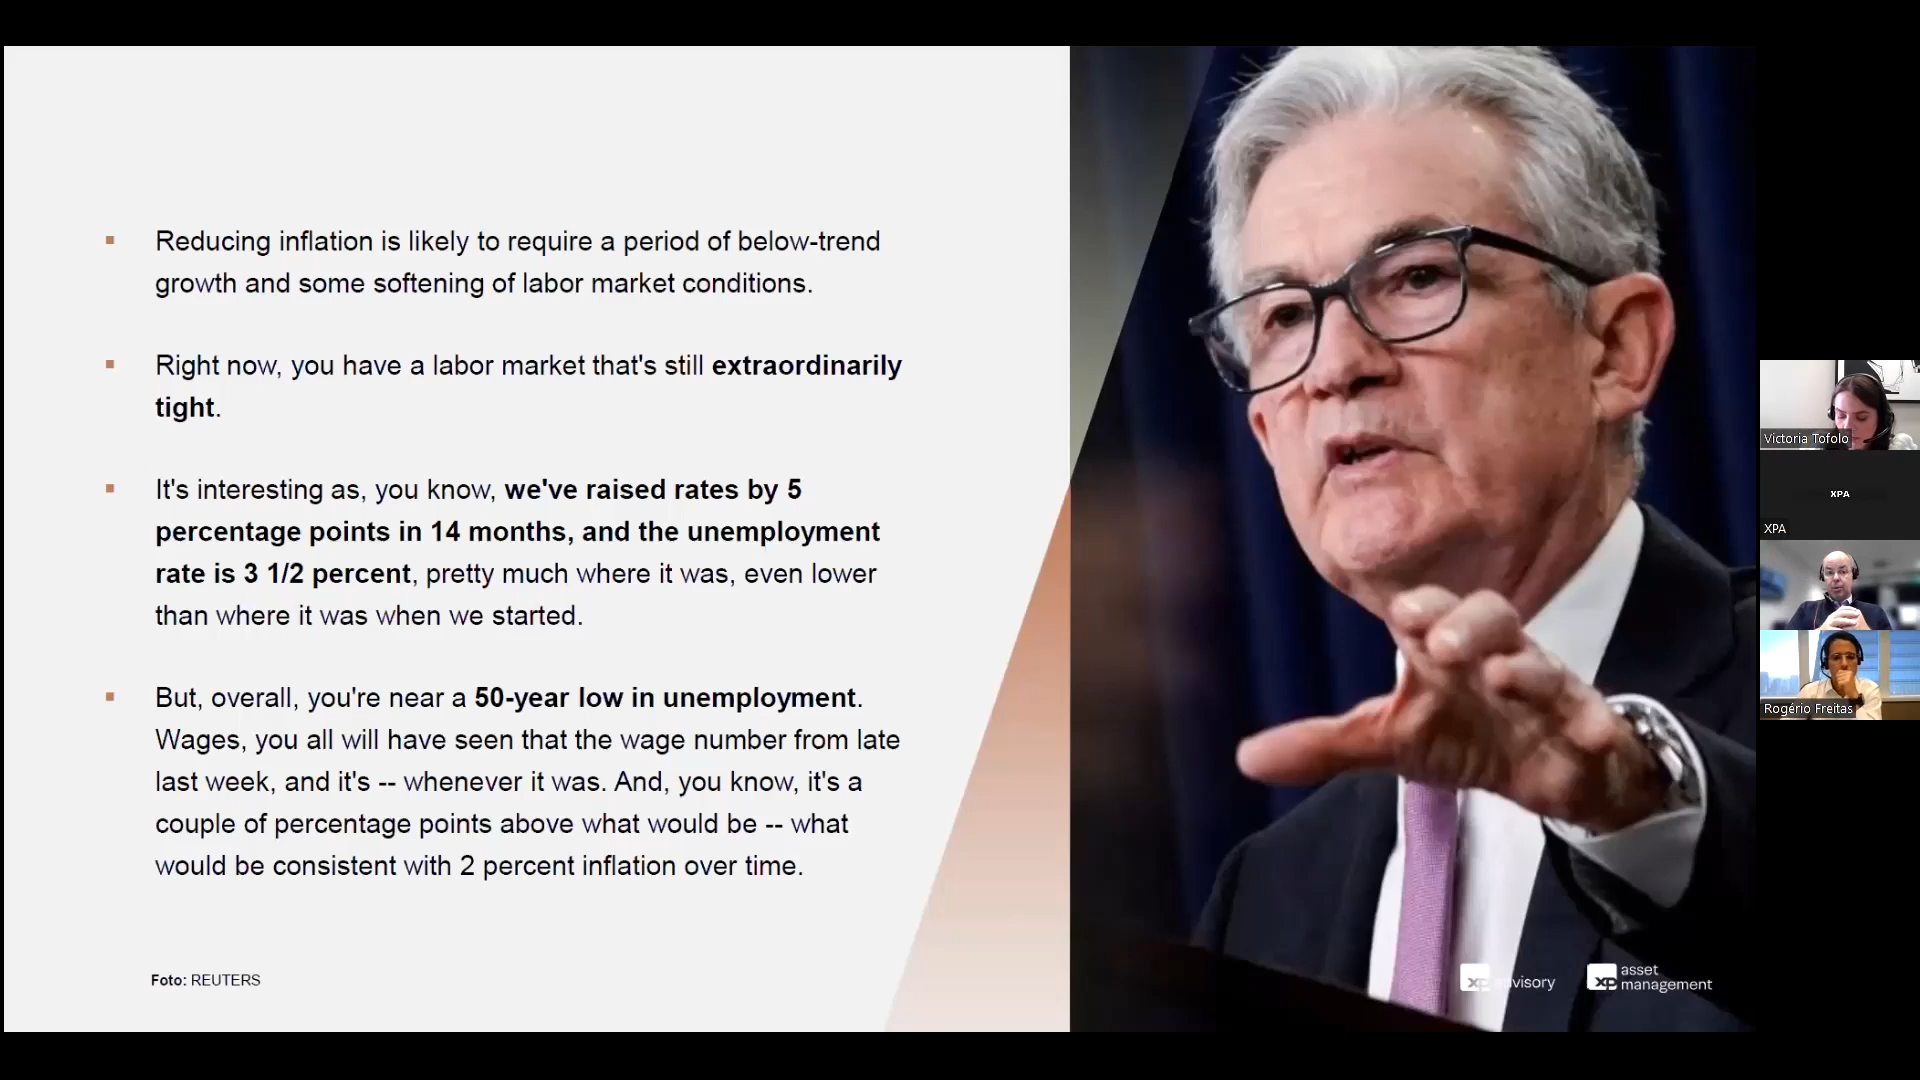 Reducing inflation is likely to require a period of below-trend
growth and some softening of labor market conditions.
Right now, you have a labor market that's still extraordinarily
tight.
It's interesting as, you know, we've raised rates by 5
percentage points in 14 months, and the unemployment
rate is 3 1/2 percent, pretty much where it was, even lower
than where it was when we started.
But, overall, you're near a 50-year low in unemployment.
Wages, you all will have seen that the wage number from late
last week, and it's -- whenever it was. And, you know, it's a
couple of percentage points above what would be -- what
would be consistent with 2 percent inflation over time.
Foto: REUTERS
xp advisory
xp asset
management
Victoria Tofolo
XPA
XPA
Rogério Freitas